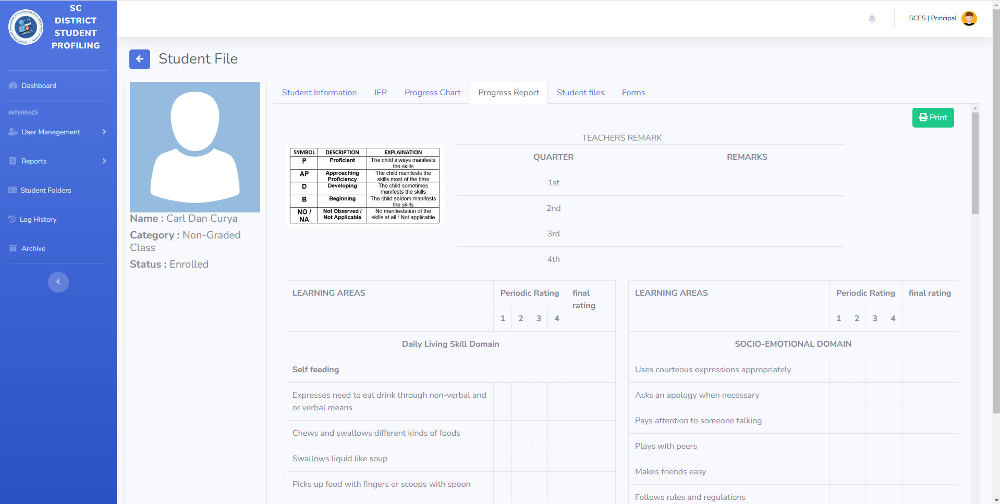 SC
DISTRICT
STUDENT
PROFILING
SCES | Principal
Dashboard
INTERFACE
User Management
Reports
Student Folders
Log History
Archive
Student File
Name : Carl Dan Curya
Category : Non-Graded
Class
Status : Enrolled
Student Information IEP Progress Chart Progress Report Student files Forms
Print
SYMBOL DESCRIPTION EXPLAINATION
P Proficient The child always manifests
the skills
AP Approaching The child manifests the
Proficiency skills most of the time
D Developing The child sometimes
manifests the skills
B Beginning The child seldom manifests
the skills
NO / Not Observed / No manifestation of the
NA Not Applicable skills at all / Not applicable
TEACHERS REMARK
QUARTER REMARKS
1st
2nd
3rd
4th
LEARNING AREAS Periodic Rating final
rating
1 2 3 4
Daily Living Skill Domain
Self feeding
Expresses need to eat drink through non-verbal and
or verbal means
Chews and swallows different kinds of foods
Swallows liquid like soup
Picks up food with fingers or scoops with spoon
LEARNING AREAS Periodic Rating final rating
1 2 3 4
SOCIO-EMOTIONAL DOMAIN
Uses courteous expressions appropriately
Asks an apology when necessary
Pays attention to someone talking
Plays with peers
Makes friends easy
Follows rules and regulations